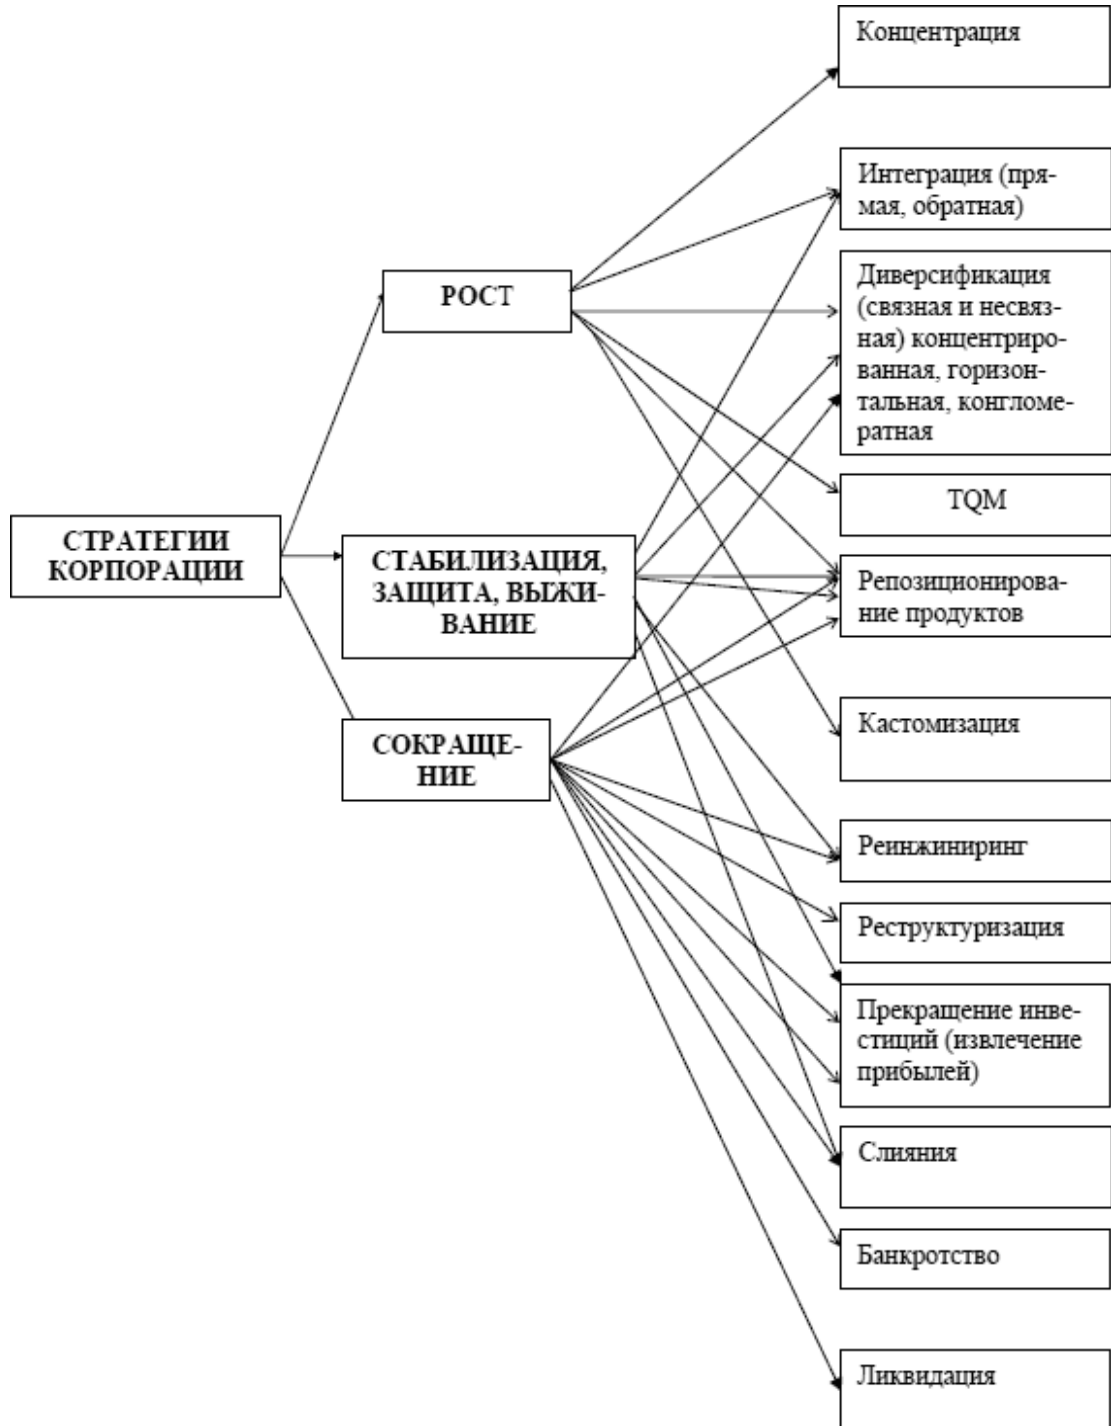 Концентрация
Интеграция (пря-
мая, обратная)
Диверсификация
(связная и несвяз-
ная) концентриро-
ванная, горизон-
тальная, конгломе-
ратная
РОСТ
TQM
СТРАТЕГИИ
КОРПОРАЦИИ
СТАБИЛИЗАЦИЯ,
ЗАЩИТА, ВЫЖИ-
ВАНИЕ
Репозиционирова-
ние продуктов
СОКРАЩЕ-
НИЕ
Кастомизация
Реинжиниринг
Реструктуризация
Прекращение инве-
стиций (извлечение
прибылей)
Слияния
Банкротство
Ликвидация